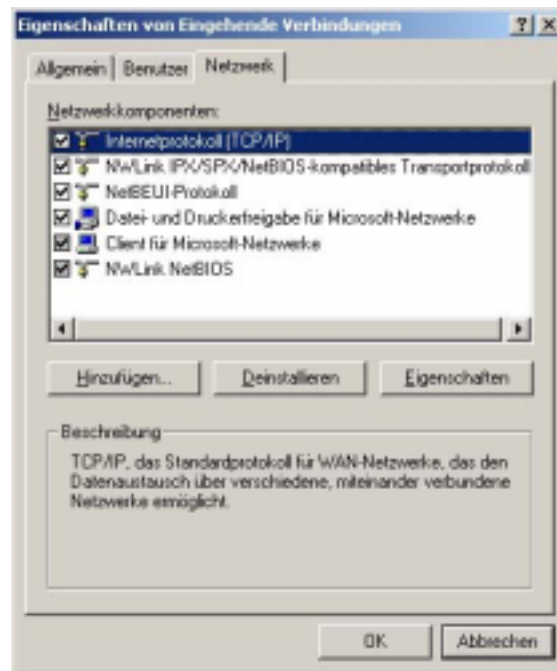 Eigenschaften von Eingehende Verbindungen
Allgemein Benutzer Netzwerk
Netzwerkkomponenten:
Internetprotokoll (TCP/IP)
NWLink IPX/SPX/NetBIOS-kompatibles Transportprotokoll
NetBEUI-Protokoll
Datei- und Druckerfreigabe für Microsoft-Netzwerke
Client für Microsoft-Netzwerke
NWLink NetBIOS
Hinzufügen... Deinstallieren Eigenschaften
Beschreibung
TCP/IP, das Standardprotokoll für WAN-Netzwerke, das den
Datenaustausch über verschiedene, miteinander verbundene
Netzwerke ermöglicht.
OK Abbrechen